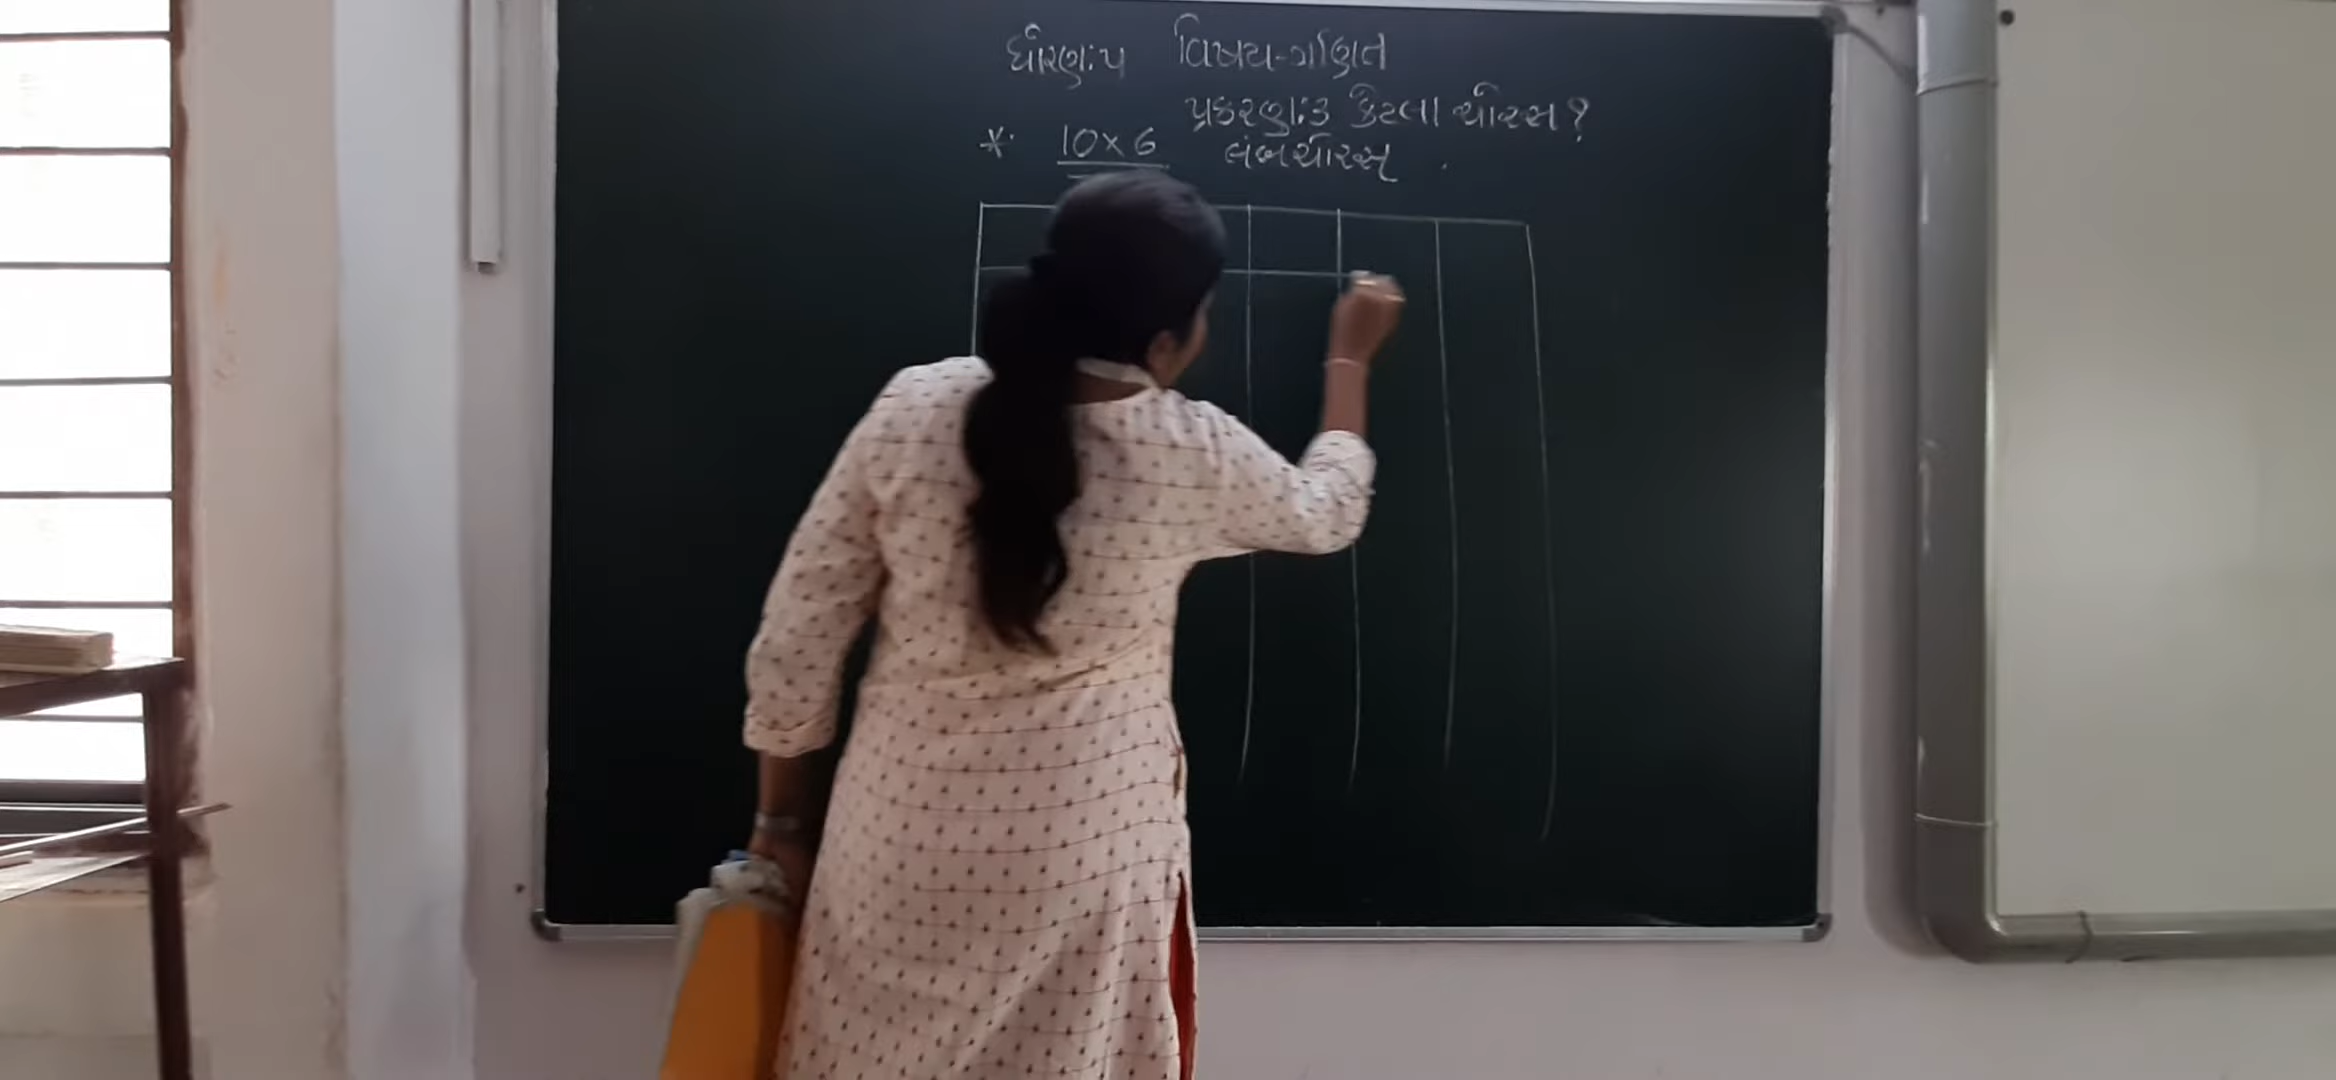 ધોરણ:૫ વિષય-ગણિત
પ્રકરણ:૩ કેટલા ચોરસ?
* 10×6 લંબચોરસ